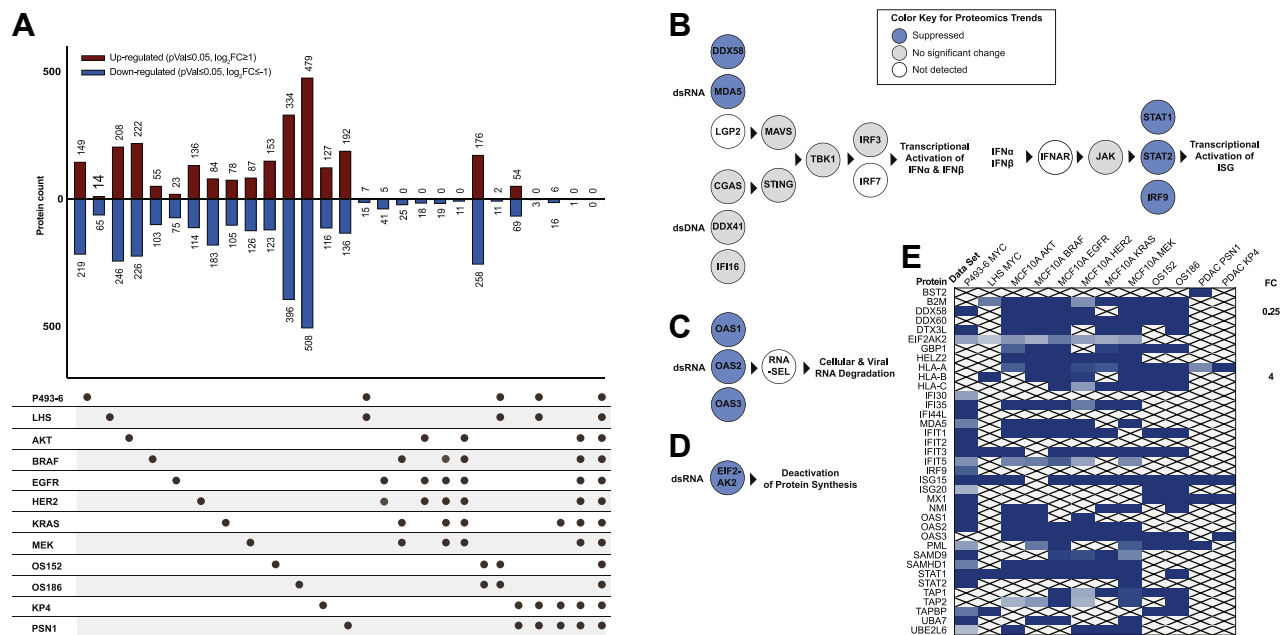 A
Up-regulated (pVal≤0.05, log2FC≥1)
Down-regulated (pVal≤0.05, log2FC≤-1)
Protein count
500
0
500
149
14
208
222
55
23
136
84
78
87
153
334
479
127
192
7
5
0
0
0
0
176
11
54
0
6
0
0
219
65
246
226
103
75
114
183
105
126
123
396
508
116
136
15
41
25
18
19
11
258
2
69
3
16
1
0
P493-6
LHS
AKT
BRAF
EGFR
HER2
KRAS
MEK
OS152
OS186
KP4
PSN1
B
Color Key for Proteomics Trends
Suppressed
No significant change
Not detected
DDX58
dsRNA
MDA5
LGP2
MAVS
CGAS
STING
dsDNA
DDX41
IFI16
TBK1
IRF3
IRF7
Transcriptional
Activation of
IFNα & IFNβ
IFNα
IFNβ
IFNAR
JAK
STAT1
STAT2
IRF9
Transcriptional
Activation of
ISG
C
OAS1
dsRNA
OAS2
OAS3
RNA
-SEL
Cellular & Viral
RNA Degradation
D
dsRNA
EIF2-
AK2
Deactivation
of Protein Synthesis
E
Protein
Data Set
P493-6 MYC
LHS MYC
MCF10A AKT
MCF10A BRAF
MCF10A EGFR
MCF10A HER2
MCF10A KRAS
MCF10A MEK
OS152
OS186
PDAC PSN1
PDAC KP4
FC
0.25
4
BST2
B2M
DDX58
DDX60
DTX3L
EIF2AK2
GBP1
HELZ2
HLA-A
HLA-B
HLA-C
IFI30
IFI35
IFI44L
MDA5
IFIT1
IFIT2
IFIT3
IFIT5
IRF9
ISG15
ISG20
MX1
NMI
OAS1
OAS2
OAS3
PML
SAMD9
SAMHD1
STAT1
STAT2
TAP1
TAP2
TAPBP
UBA7
UBE2L6